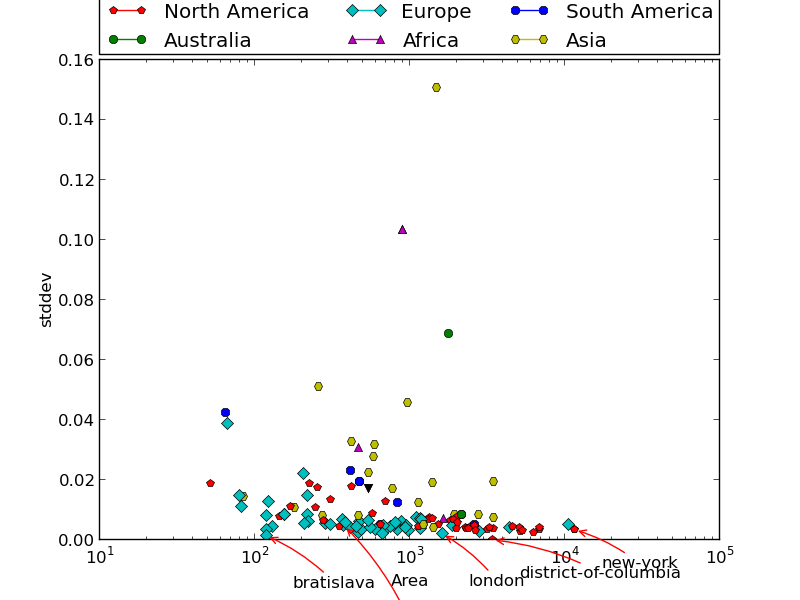 North America Europe South America
Australia Africa Asia
0.16
0.14
0.12
0.10
0.08
0.06
0.04
0.02
0.00
stddev
10¹ 10² 10³ 10⁴ 10⁵
new-york
district-of-columbia
bratislava Area london